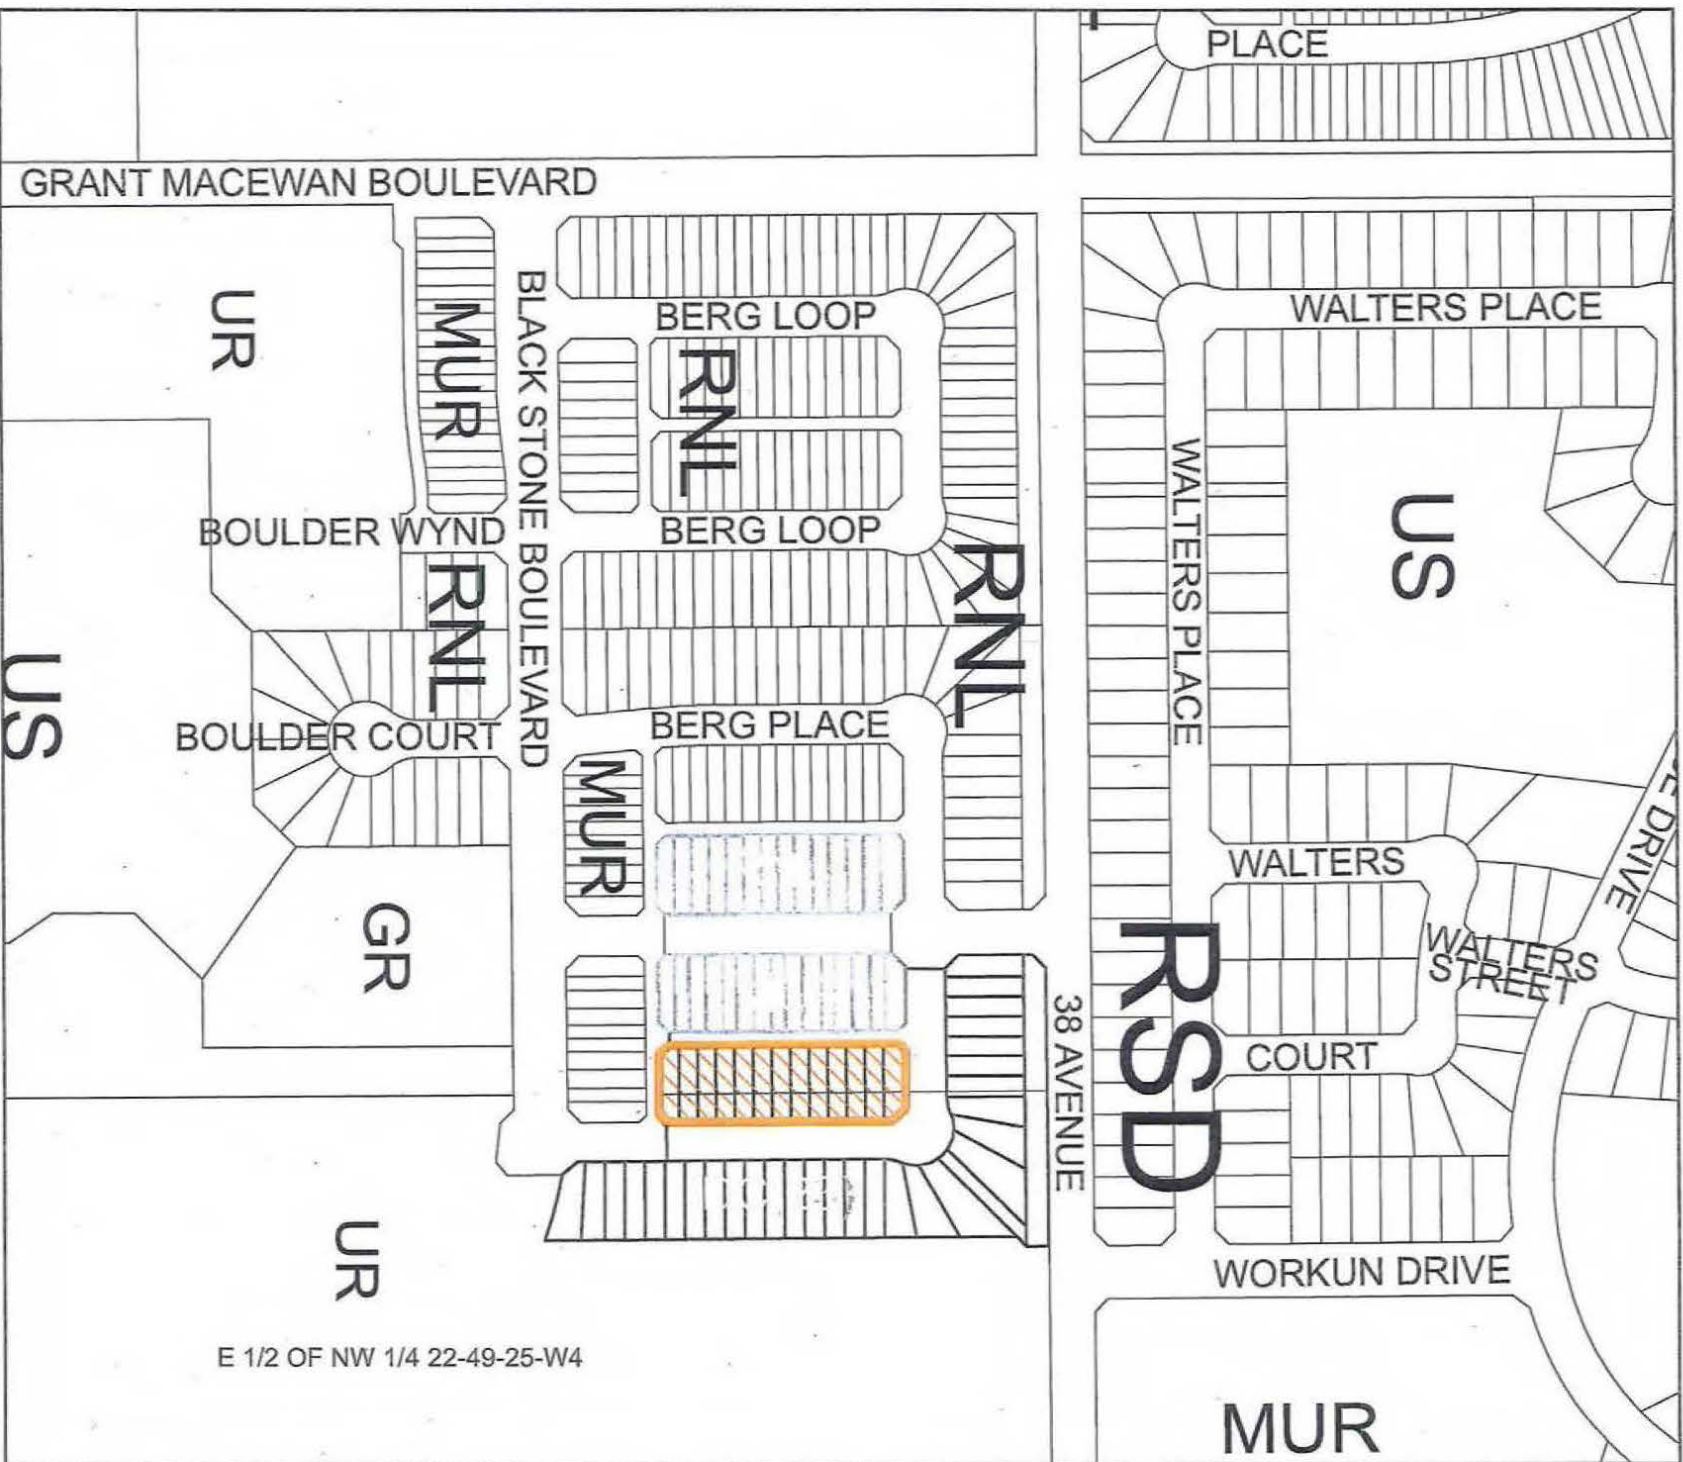 PLACE
GRANT MACEWAN BOULEVARD
UR
MUR
BLACK STONE BOULEVARD
BERG LOOP
WALTERS PLACE
RNL
WALTERS PLACE
US
BOULDER WYND
BERG LOOP
RNL
RNL
US
BOULDER COURT
BERG PLACE
MUR
DRIVE
WALTERS
GR
RSD
WALTERS
STREET
38 AVENUE
COURT
UR
WORKUN DRIVE
E 1/2 OF NW 1/4 22-49-25-W4
MUR